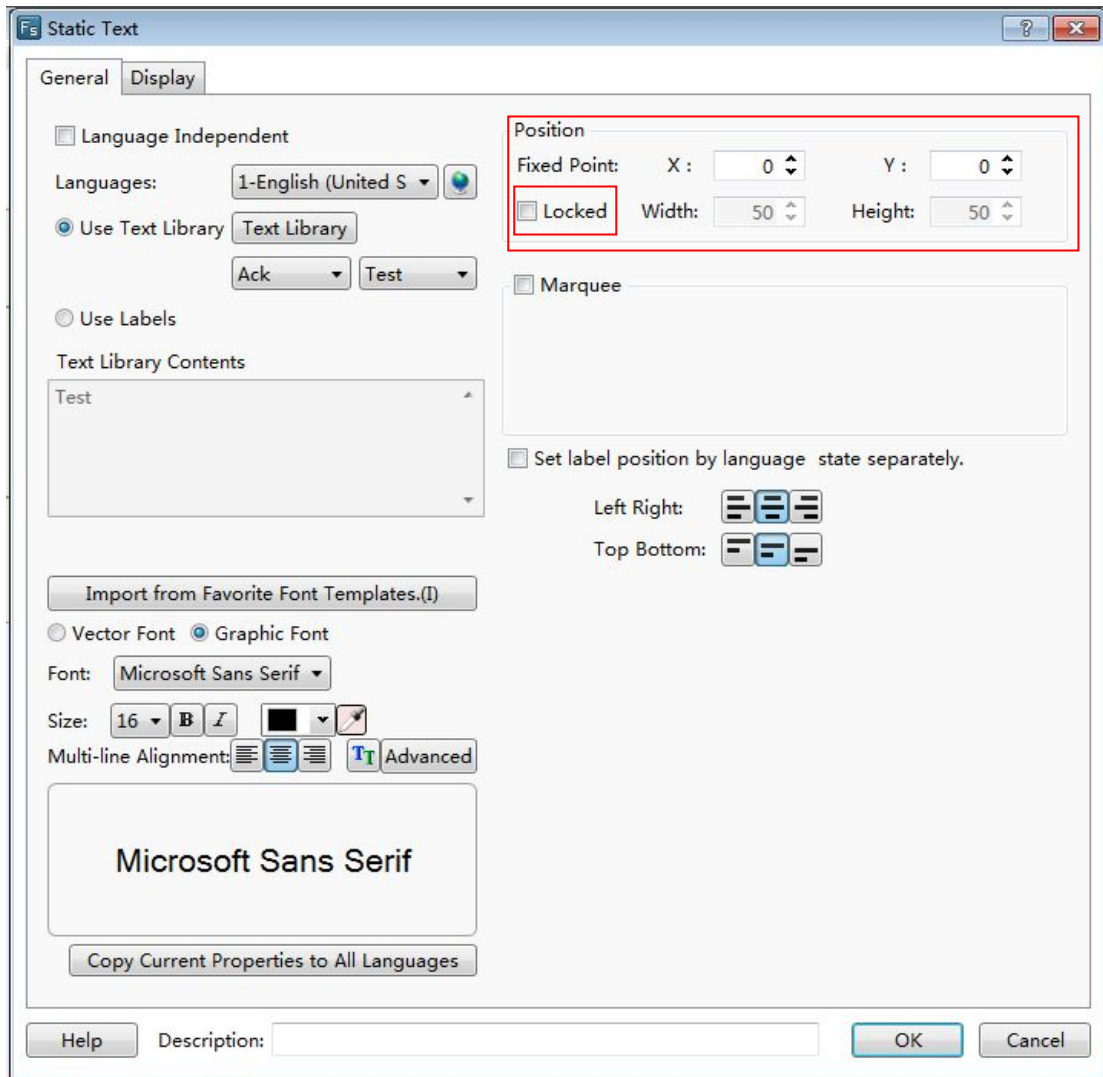 Fs Static Text ?
General Display
Language Independent
Languages: 1-English (United S
Use Text Library Text Library
Ack Test
Use Labels
Text Library Contents
Test
Import from Favorite Font Templates.(I)
Vector Font Graphic Font
Font: Microsoft Sans Serif
Size: 16 B I
Multi-line Alignment: TT Advanced
Microsoft Sans Serif
Copy Current Properties to All Languages
Position
Fixed Point: X : 0 Y : 0
Locked Width: 50 Height: 50
Marquee
Set label position by language state separately.
Left Right:
Top Bottom:
Help Description: OK Cancel